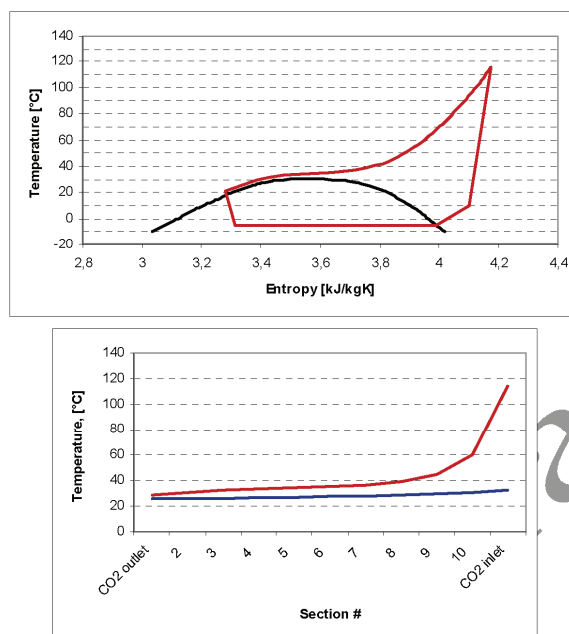 140
120
100
80
60
40
20
0
-20
Temperature [°C]
2,8 3 3,2 3,4 3,6 3,8 4 4,2 4,4
Entropy [kJ/kgK]
140
120
100
80
60
40
20
0
Temperature, [°C]
CO2 outlet 2 3 4 5 6 7 8 9 10 CO2 inlet
Section #